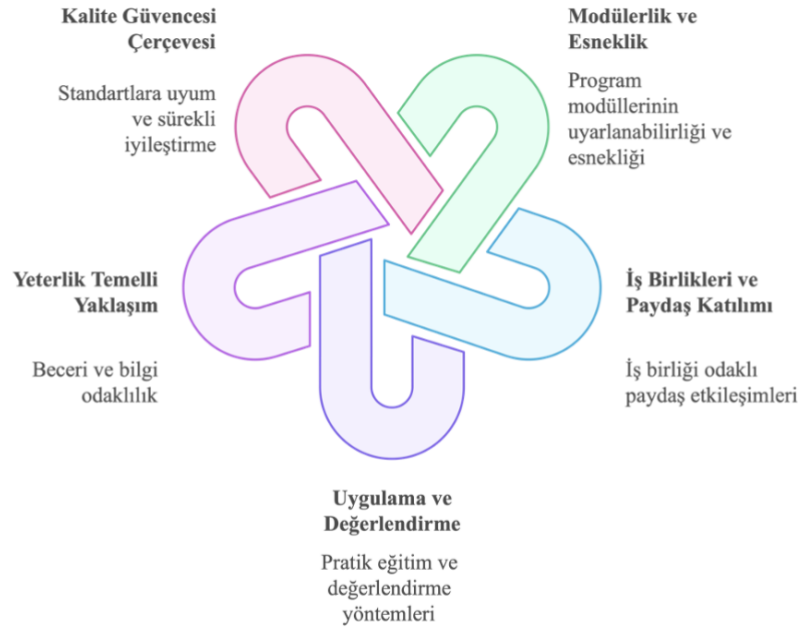 Kalite Güvencesi
Çerçevesi
Standartlara uyum
ve sürekli
iyileştirme
Modülerlik ve
Esneklik
Program
modüllerinin
uyarlanabilirliği ve
esnekliği
Yeterlik Temelli
Yaklaşım
Beceri ve bilgi
odaklılık
İş Birlikleri ve
Paydaş Katılımı
İş birliği odaklı
paydaş etkileşimleri
Uygulama ve
Değerlendirme
Pratik eğitim ve
değerlendirme
yöntemleri